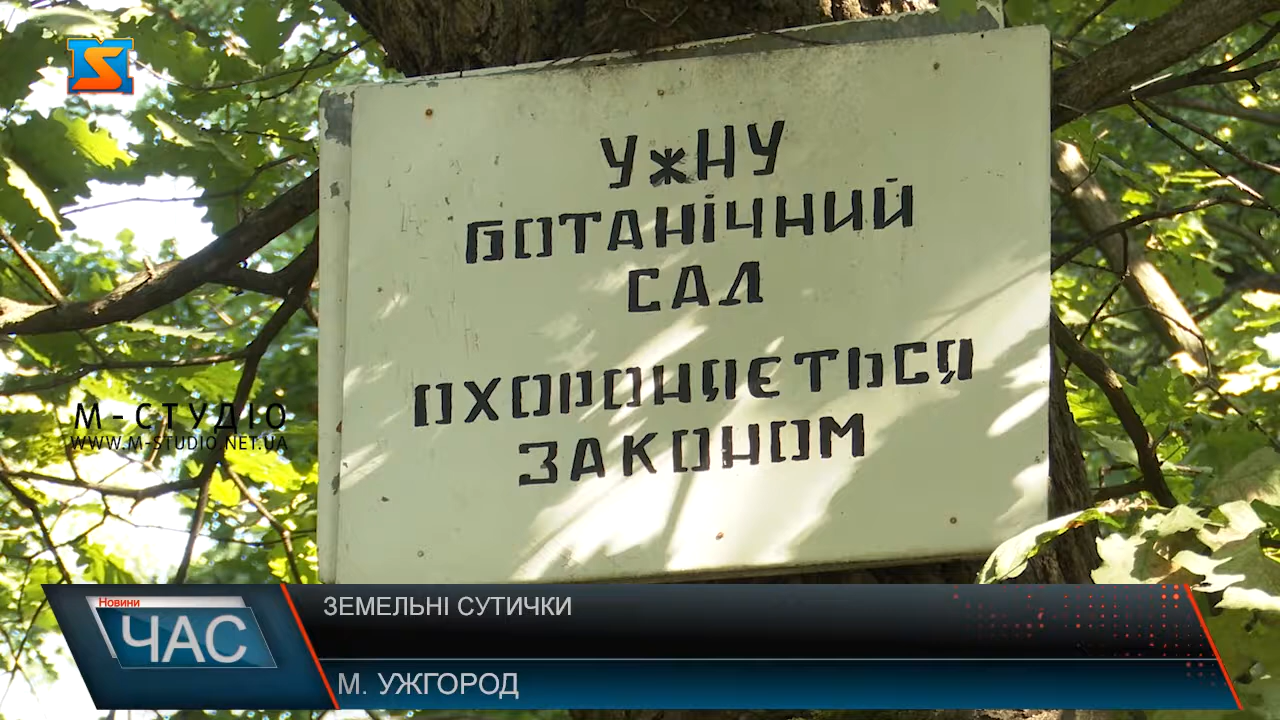 УжНУ
БОТАНІЧНИЙ
САД
ОХОРОНЯЄТЬСЯ
ЗАКОНОМ
М-СТУДІО
WWW.M-STUDIO.NET.UA
Новини
ЧАС
ЗЕМЕЛЬНІ СУТИЧКИ
М. УЖГОРОД